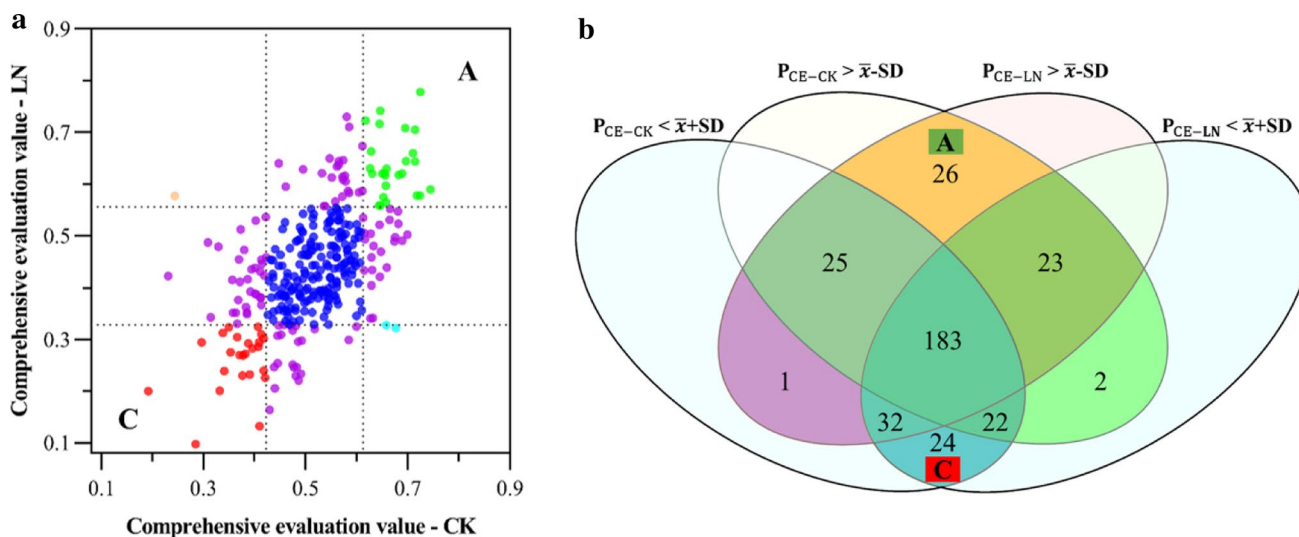 a
Comprehensive evaluation value - LN
0.9
0.7
0.5
0.3
0.1
A
C
0.1 0.3 0.5 0.7 0.9
Comprehensive evaluation value - CK
b
P_CE−CK > x̅-SD
P_CE−LN > x̅-SD
P_CE−CK < x̅+SD
P_CE−LN < x̅+SD
A
26
25
23
183
1
2
32
22
24
C